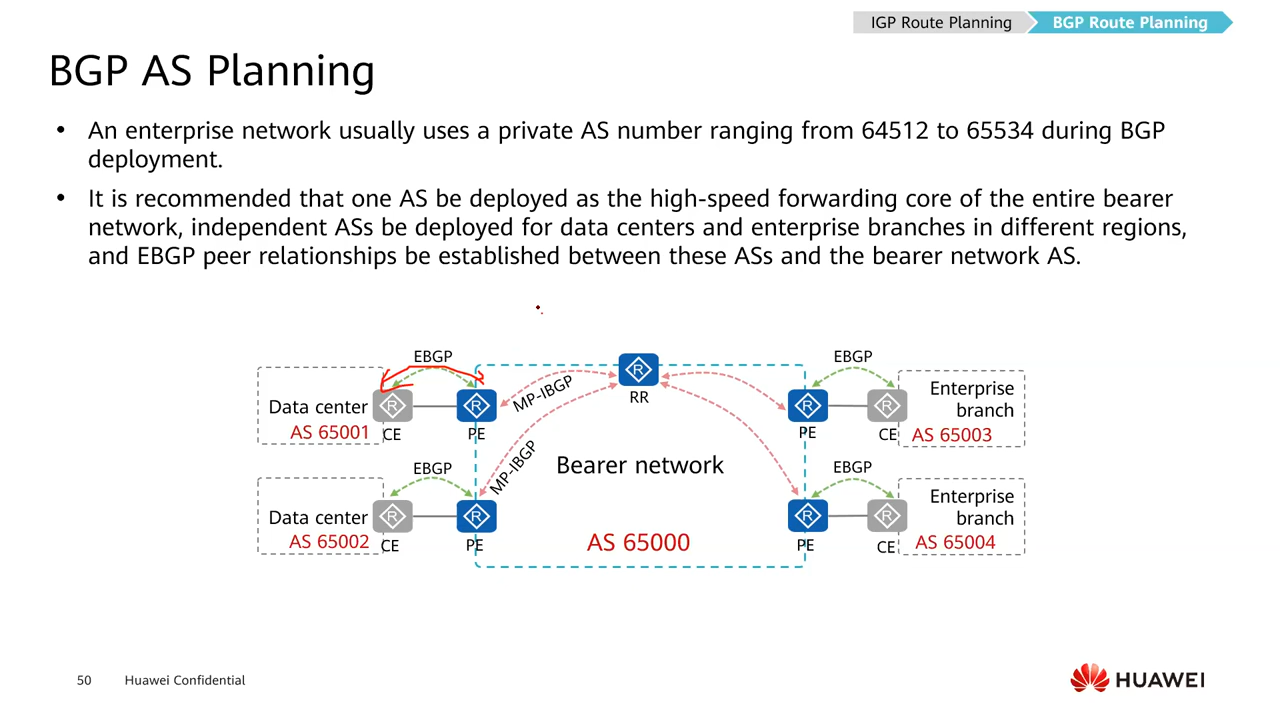 IGP Route Planning
BGP Route Planning
BGP AS Planning
• An enterprise network usually uses a private AS number ranging from 64512 to 65534 during BGP
deployment.
• It is recommended that one AS be deployed as the high-speed forwarding core of the entire bearer
network, independent ASs be deployed for data centers and enterprise branches in different regions,
and EBGP peer relationships be established between these ASs and the bearer network AS.
EBGP
EBGP
R
MP-IBGP
RR
Data center
AS 65001
R
CE
R
PE
R
PE
R
CE
Enterprise
branch
AS 65003
EBGP
MP-IBGP
Bearer network
EBGP
Data center
AS 65002
R
CE
R
PE
AS 65000
R
PE
R
CE
Enterprise
branch
AS 65004
50
Huawei Confidential
HUAWEI